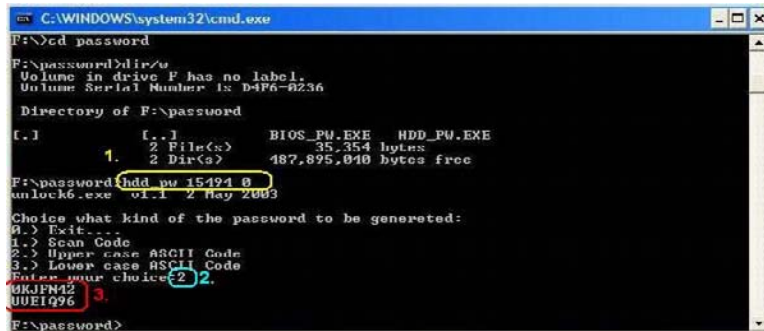 C:\WINDOWS\system32\cmd.exe
F:\>cd password
F:\password>dir/w
Volume in drive F has no label.
Volume Serial Number is D4F6-0236
Directory of F:\password
[.] [..] BIOS_PW.EXE HDD_PW.EXE
2 File(s) 35,354 bytes
1. 2 Dir(s) 487,895,040 bytes free
F:\password>hdd_pw 15494 0
unlock6.exe v1.1 2 May 2003
Choice what kind of the password to be genereted:
0.) Exit....
1.) Scan Code
2.) Upper case ASCII Code
3.) Lower case ASCII Code
Enter your choice:2 2.
0KJFN42 3.
UVEIQ96
F:\password>